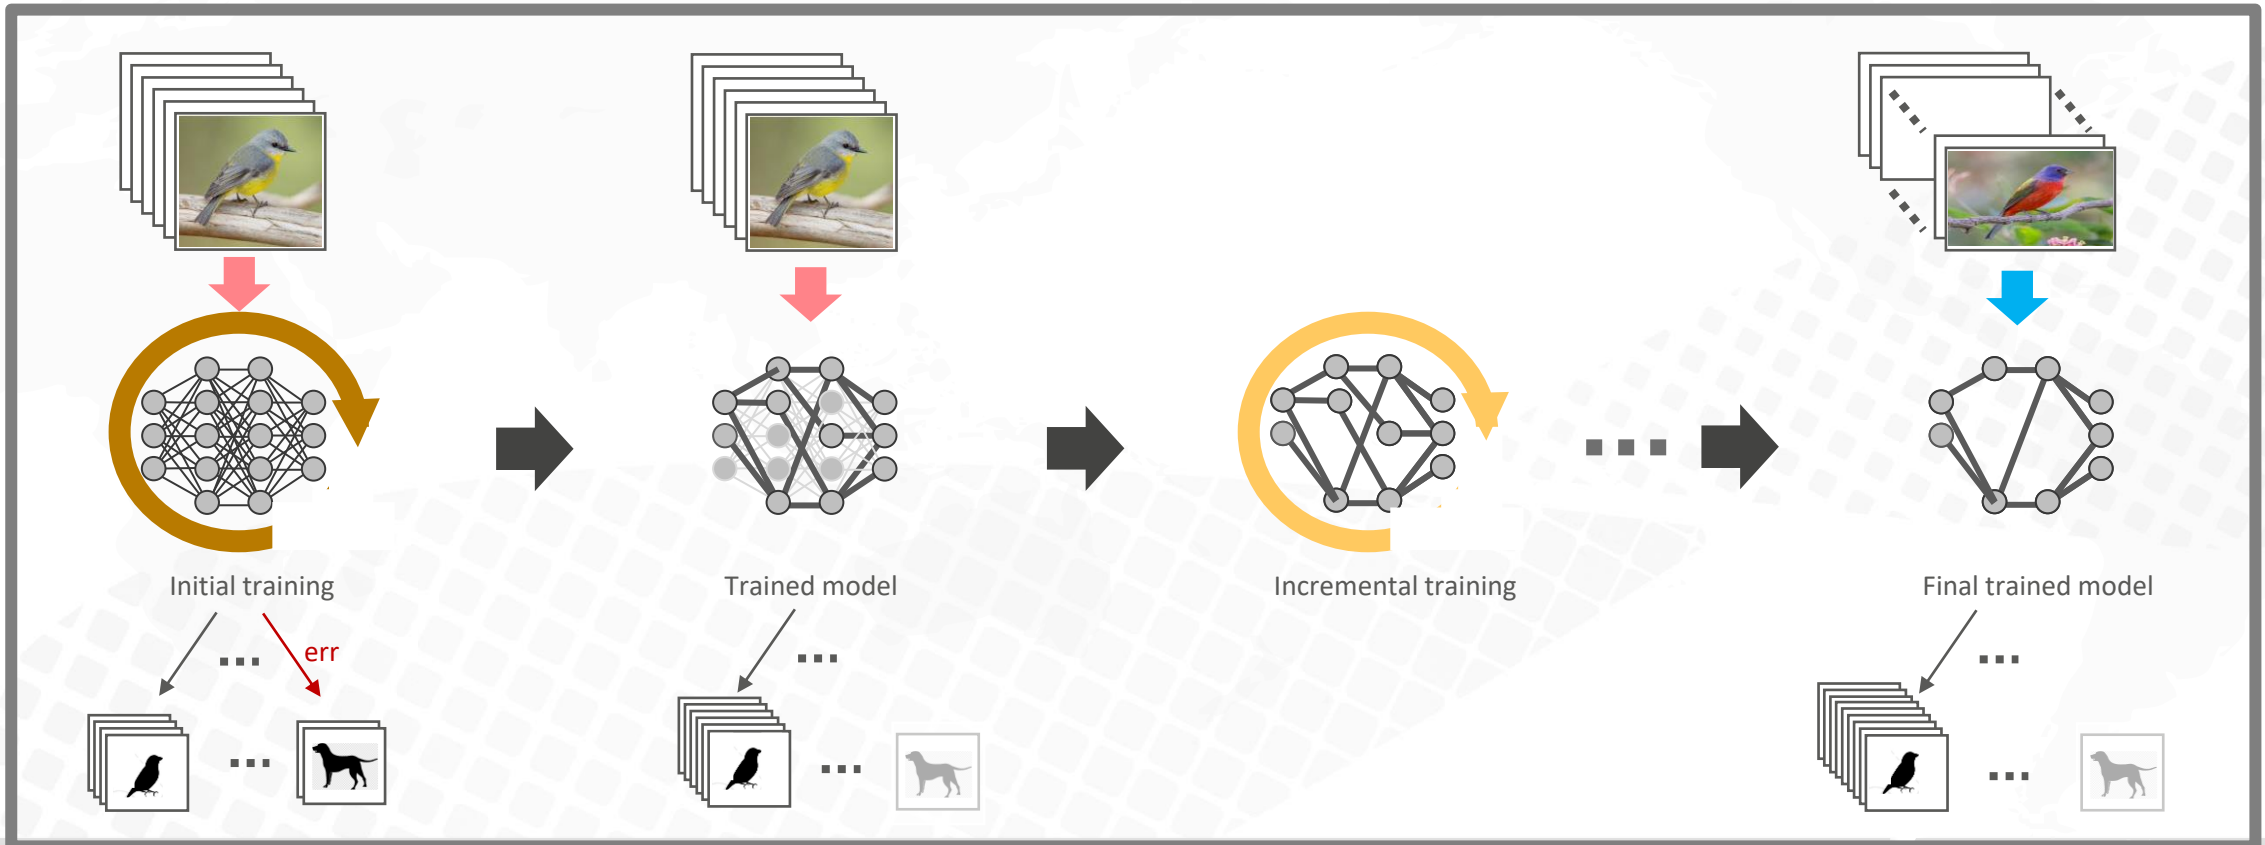 Initial training
Trained model
Incremental training
Final trained model
err